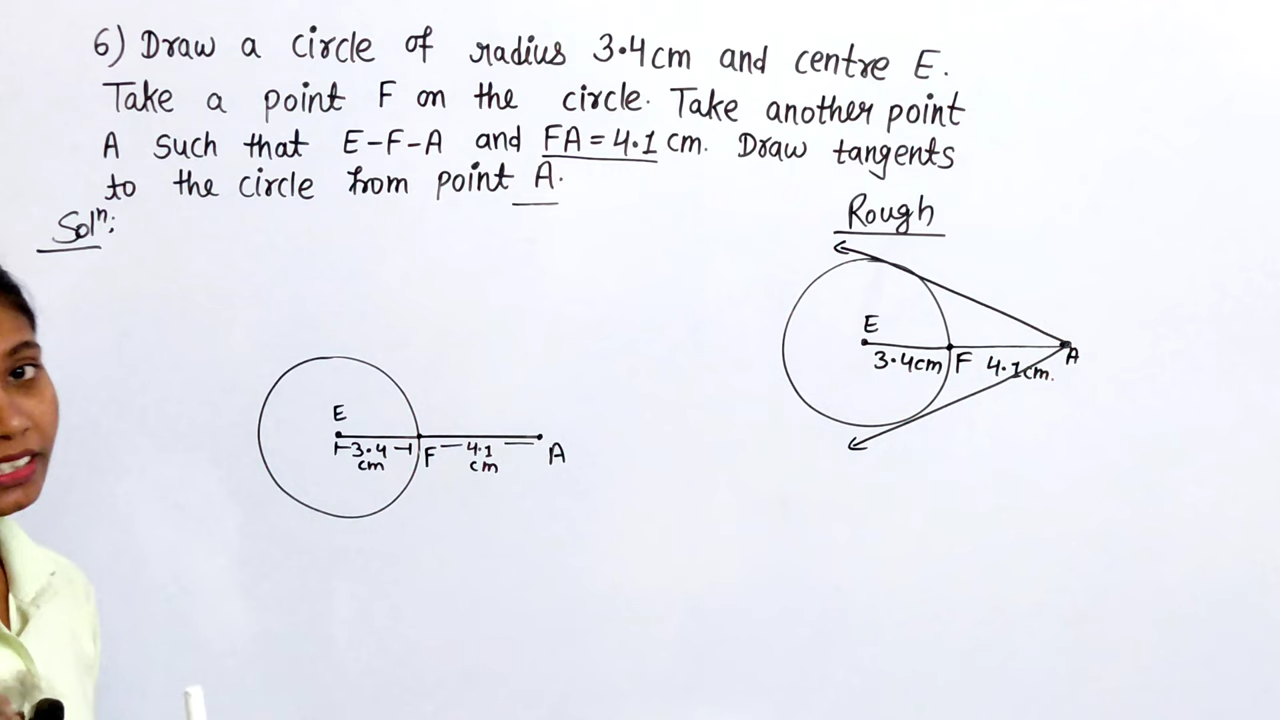 6) Draw a circle of radius 3.4cm and centre E.
Take a point F on the circle. Take another point
A such that E-F-A and FA = 4.1 cm. Draw tangents
to the circle from point A.
Solⁿ:
Rough
E
3.4cm F 4.1cm.
A
E
3.4
cm
F
4.1
cm
A